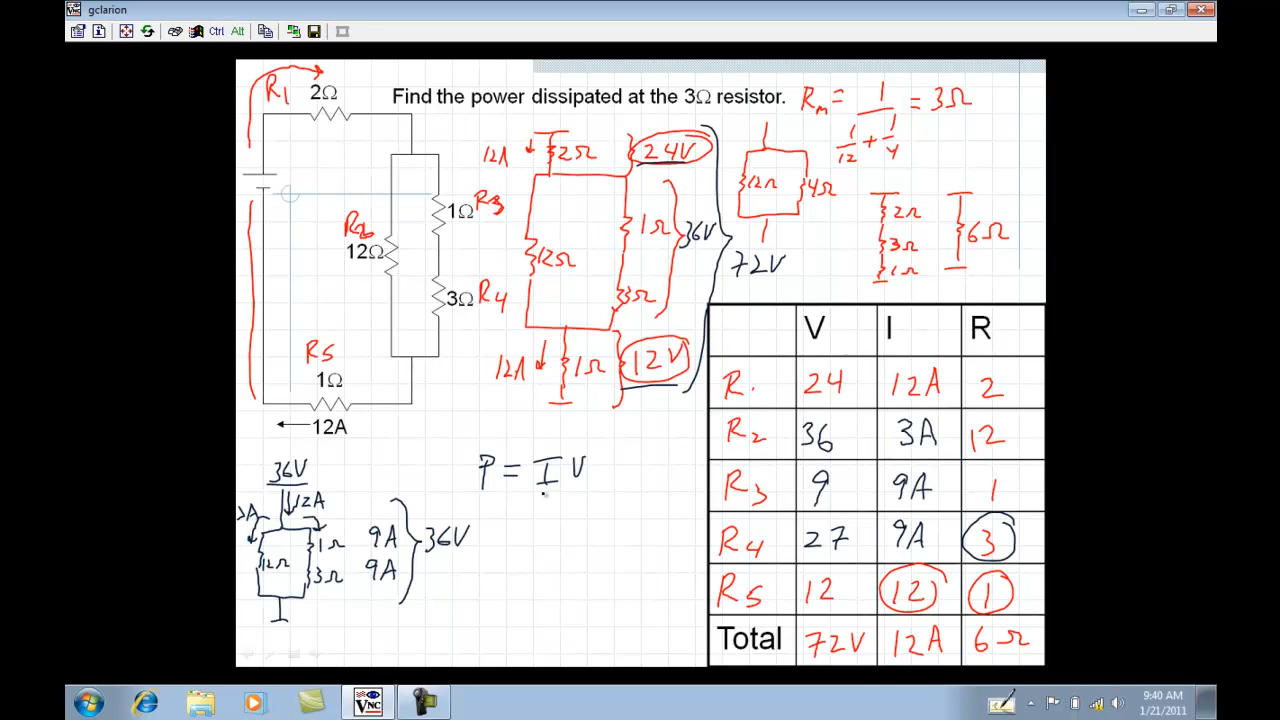 gclarion
Ctrl Alt
Find the power dissipated at the 3Ω resistor.
R1
2Ω
R3
1Ω
R2
12Ω
3Ω
R4
R5
1Ω
12A
12A
2Ω
24V
1Ω
36V
12Ω
3Ω
12A
1Ω
12V
72V
12Ω
4Ω
Rm = 1 / (1/12 + 1/4) = 3Ω
2Ω
3Ω
1Ω
6Ω
36V
12A
3A
12Ω
1Ω 9A
3Ω 9A
36V
P = I V
V I R
R1 24 12A 2
R2 36 3A 12
R3 9 9A 1
R4 27 9A 3
R5 12 12 1
Total 72V 12A 6Ω
VNC
9:40 AM
1/21/2011